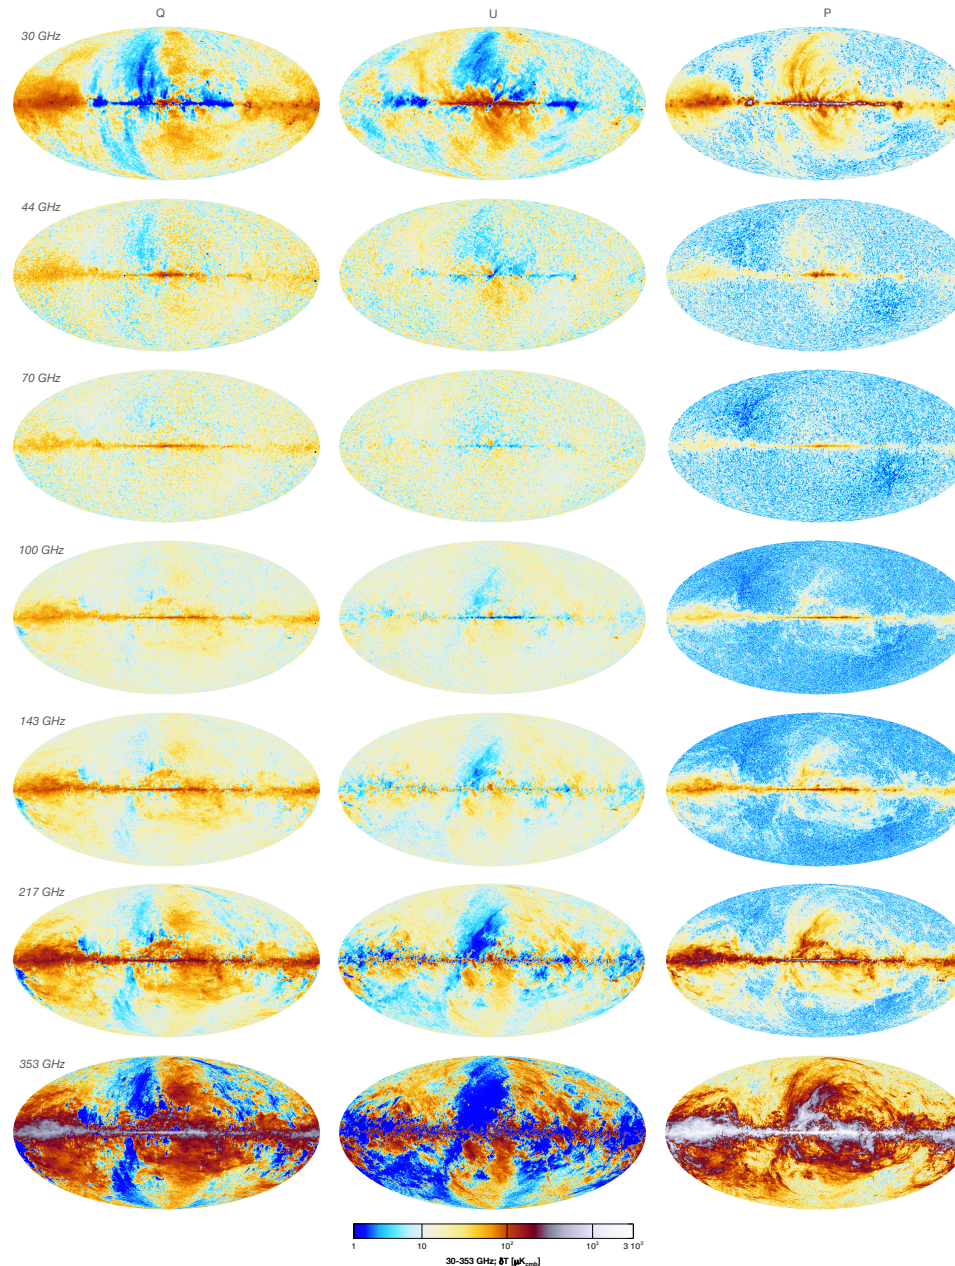 Q U P
30 GHz
44 GHz
70 GHz
100 GHz
143 GHz
217 GHz
353 GHz
1 10 10² 10³ 3 10³
30-353 GHz; δT [μK_cmb]